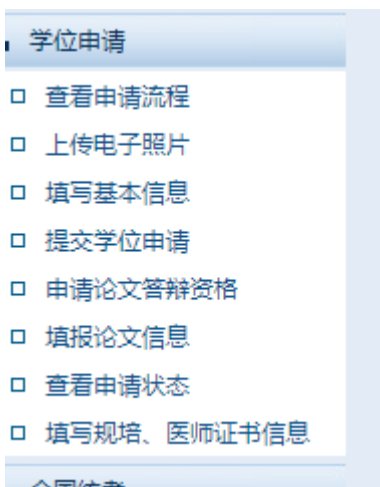 学位申请
查看申请流程
上传电子照片
填写基本信息
提交学位申请
申请论文答辩资格
填报论文信息
查看申请状态
填写规培、医师证书信息